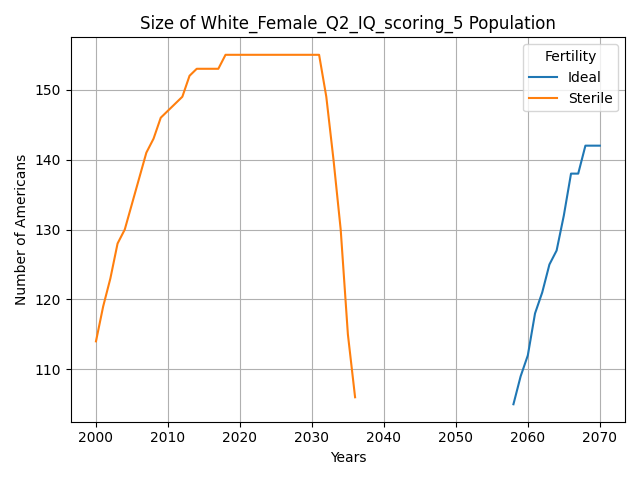 Size of White_Female_Q2_IQ_scoring_5 Population
Fertility
Ideal
Sterile
Number of Americans
150
140
130
120
110
2000 2010 2020 2030 2040 2050 2060 2070
Years